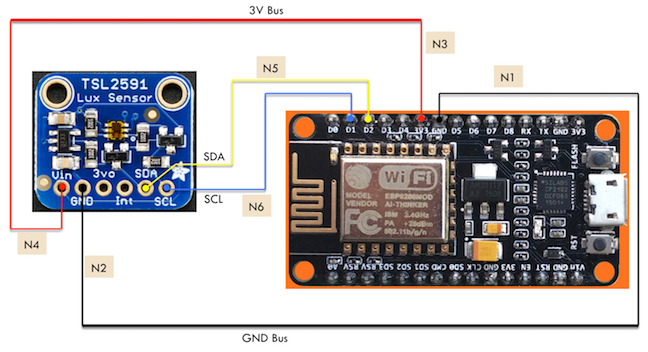 3V Bus
N3
N5
N1
TSL2591
Lux Sensor
Vin
3vo
SDA
GND
Int
SCL
SDA
SCL
N6
N4
N2
D0 D1 D2 D3 D4 3V3 GND D5 D6 D7 D8 RX TX GND 3V3
FLASH
WiFi
MODEL
VENDOR
ESP8266MOD
AI-THINKER
FC
ISM 2.4GHz
PA +25dBm
802.11b/g/n
RST
A0 RSV RSV SD3 SD2 SD1 CMD SD0 CLK GND 3V3 EN RST GND Vin
GND Bus